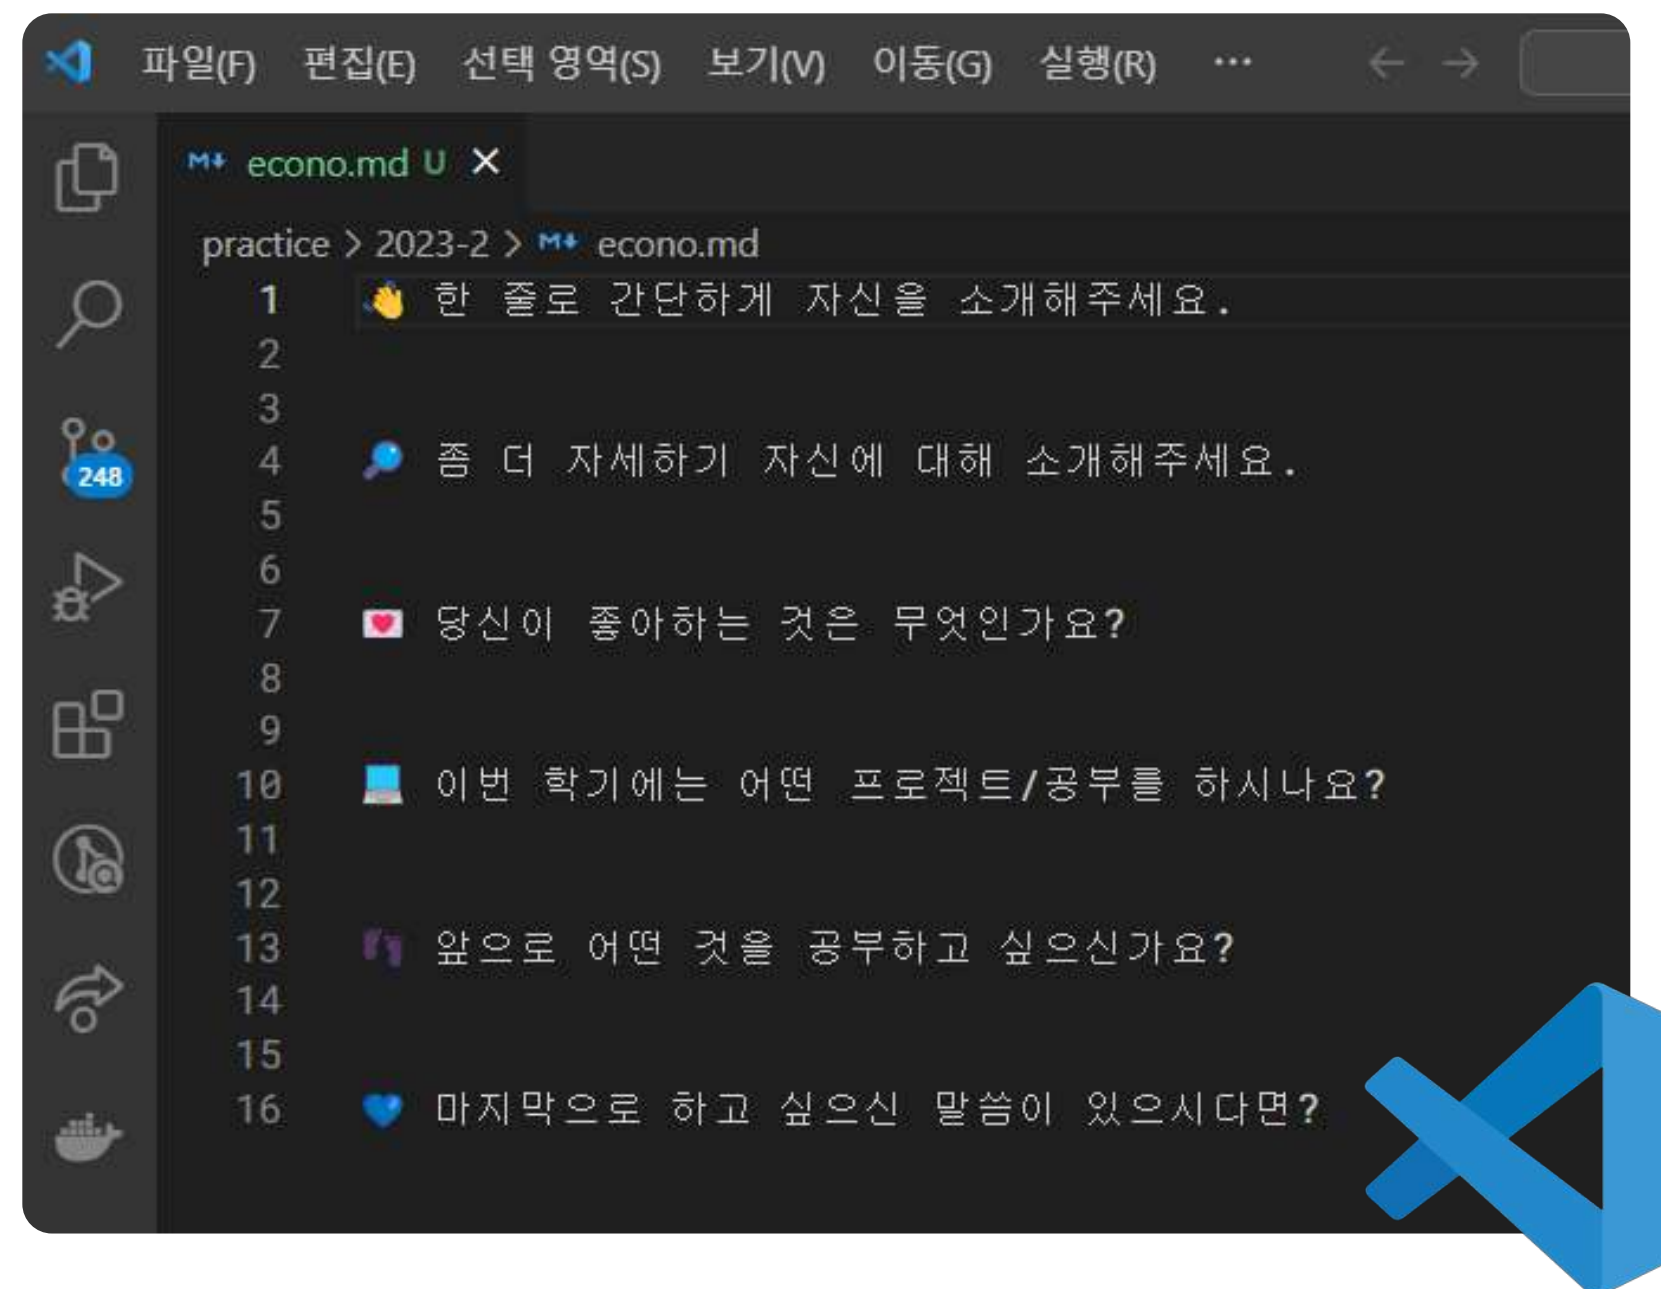 파일(F) 편집(E) 선택 영역(S) 보기(V) 이동(G) 실행(R) ···
M↓ econo.md U
practice > 2023-2 > M↓ econo.md
1 👋 한 줄로 간단하게 자신을 소개해주세요.
2
3
4 🔎 좀 더 자세하기 자신에 대해 소개해주세요.
5
6
7 💌 당신이 좋아하는 것은 무엇인가요?
8
9
10 💻 이번 학기에는 어떤 프로젝트/공부를 하시나요?
11
12
13 👣 앞으로 어떤 것을 공부하고 싶으신가요?
14
15
16 💙 마지막으로 하고 싶으신 말씀이 있으시다면?
248